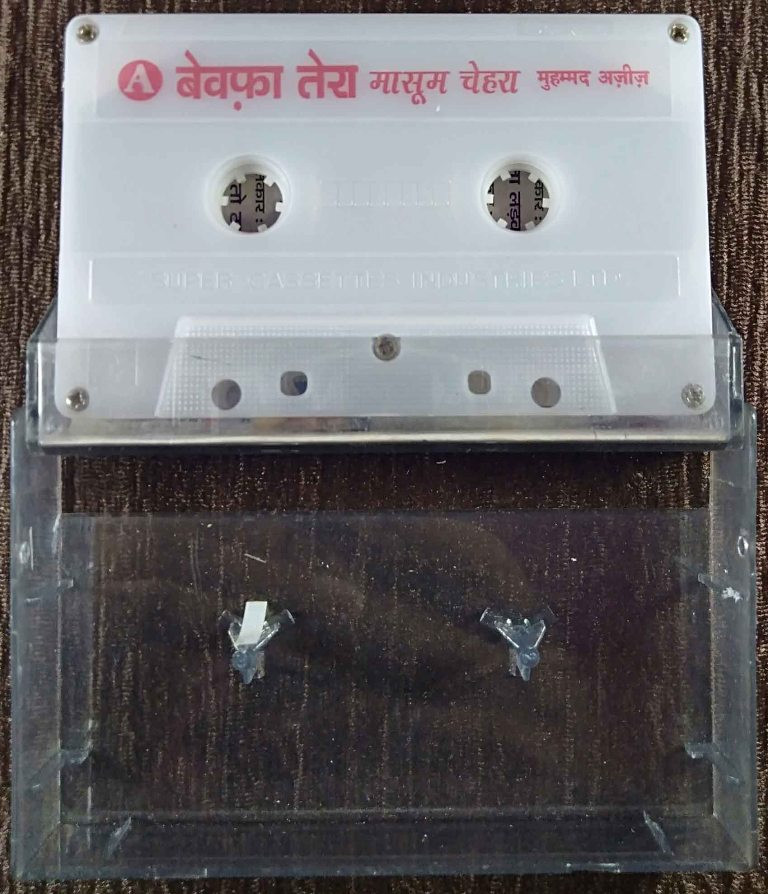 A बेवफ़ा तेरा मासूम चेहरा मुहम्मद अज़ीज़
SUPER CASSETTES INDUSTRIES LTD.